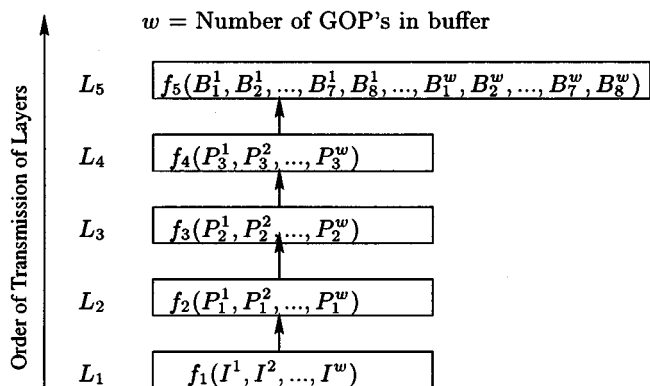 w = Number of GOP's in buffer
L₅ f₅(B₁¹, B₂¹, ..., B₇¹, B₈¹, ..., B₁ʷ, B₂ʷ, ..., B₇ʷ, B₈ʷ)
L₄ f₄(P₃¹, P₃², ..., P₃ʷ)
L₃ f₃(P₂¹, P₂², ..., P₂ʷ)
L₂ f₂(P₁¹, P₁², ..., P₁ʷ)
L₁ f₁(I¹, I², ..., Iʷ)
Order of Transmission of Layers